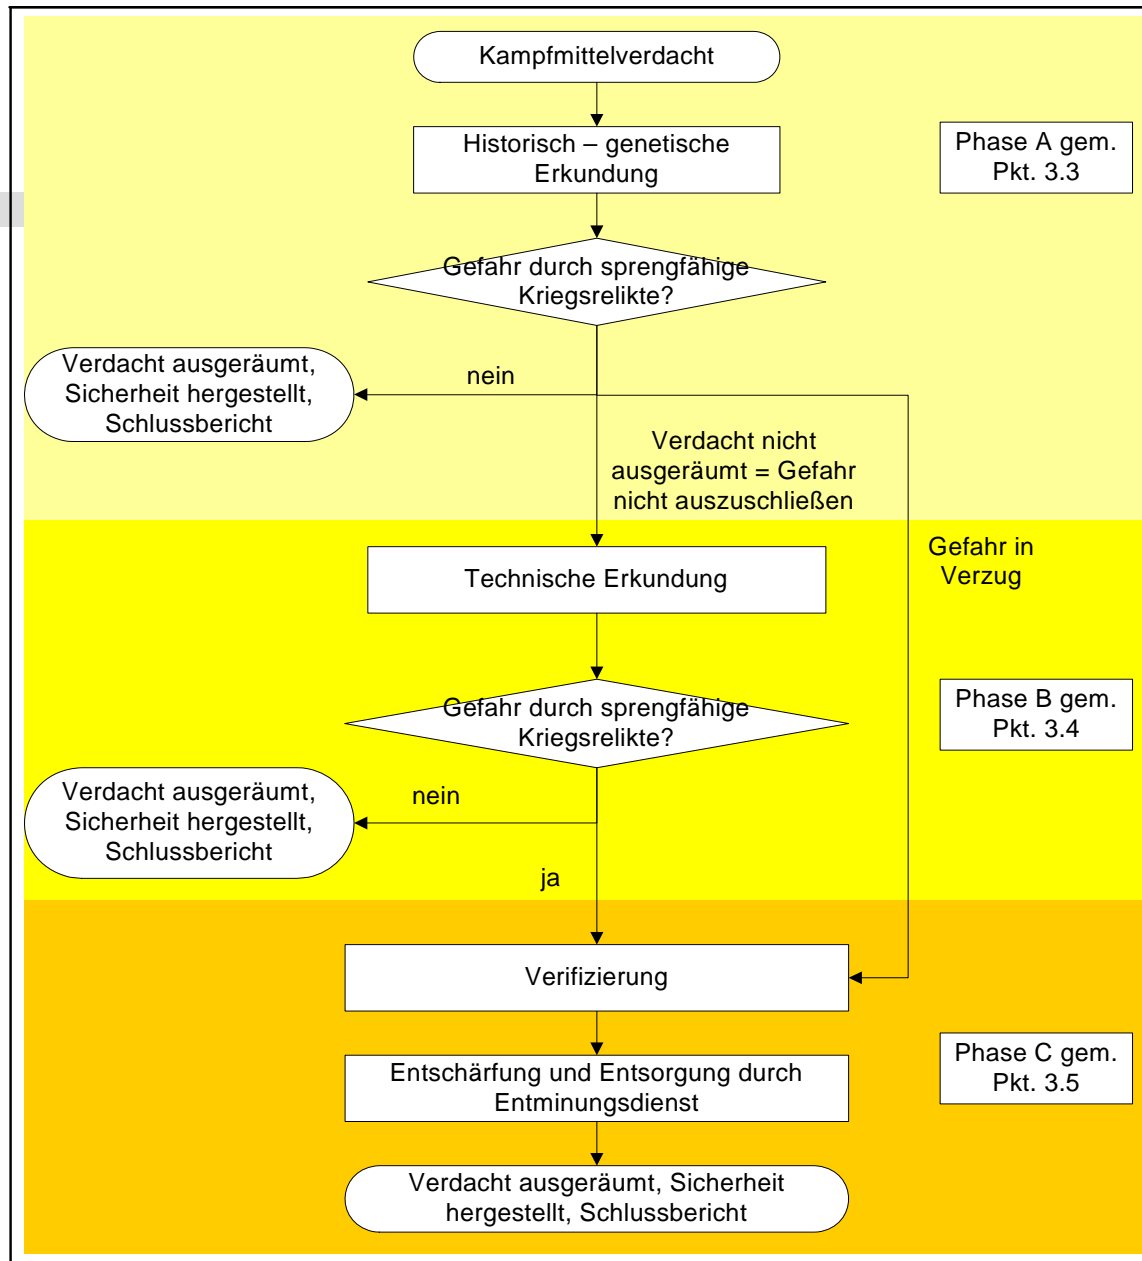 Kampfmittelverdacht
Historisch – genetische
Erkundung
Phase A gem.
Pkt. 3.3
Gefahr durch sprengfähige
Kriegsrelikte?
Verdacht ausgeräumt,
Sicherheit hergestellt,
Schlussbericht
nein
Verdacht nicht
ausgeräumt = Gefahr
nicht auszuschließen
Gefahr in
Verzug
Technische Erkundung
Gefahr durch sprengfähige
Kriegsrelikte?
Phase B gem.
Pkt. 3.4
Verdacht ausgeräumt,
Sicherheit hergestellt,
Schlussbericht
nein
ja
Verifizierung
Entschärfung und Entsorgung durch
Entminungsdienst
Phase C gem.
Pkt. 3.5
Verdacht ausgeräumt, Sicherheit
hergestellt, Schlussbericht